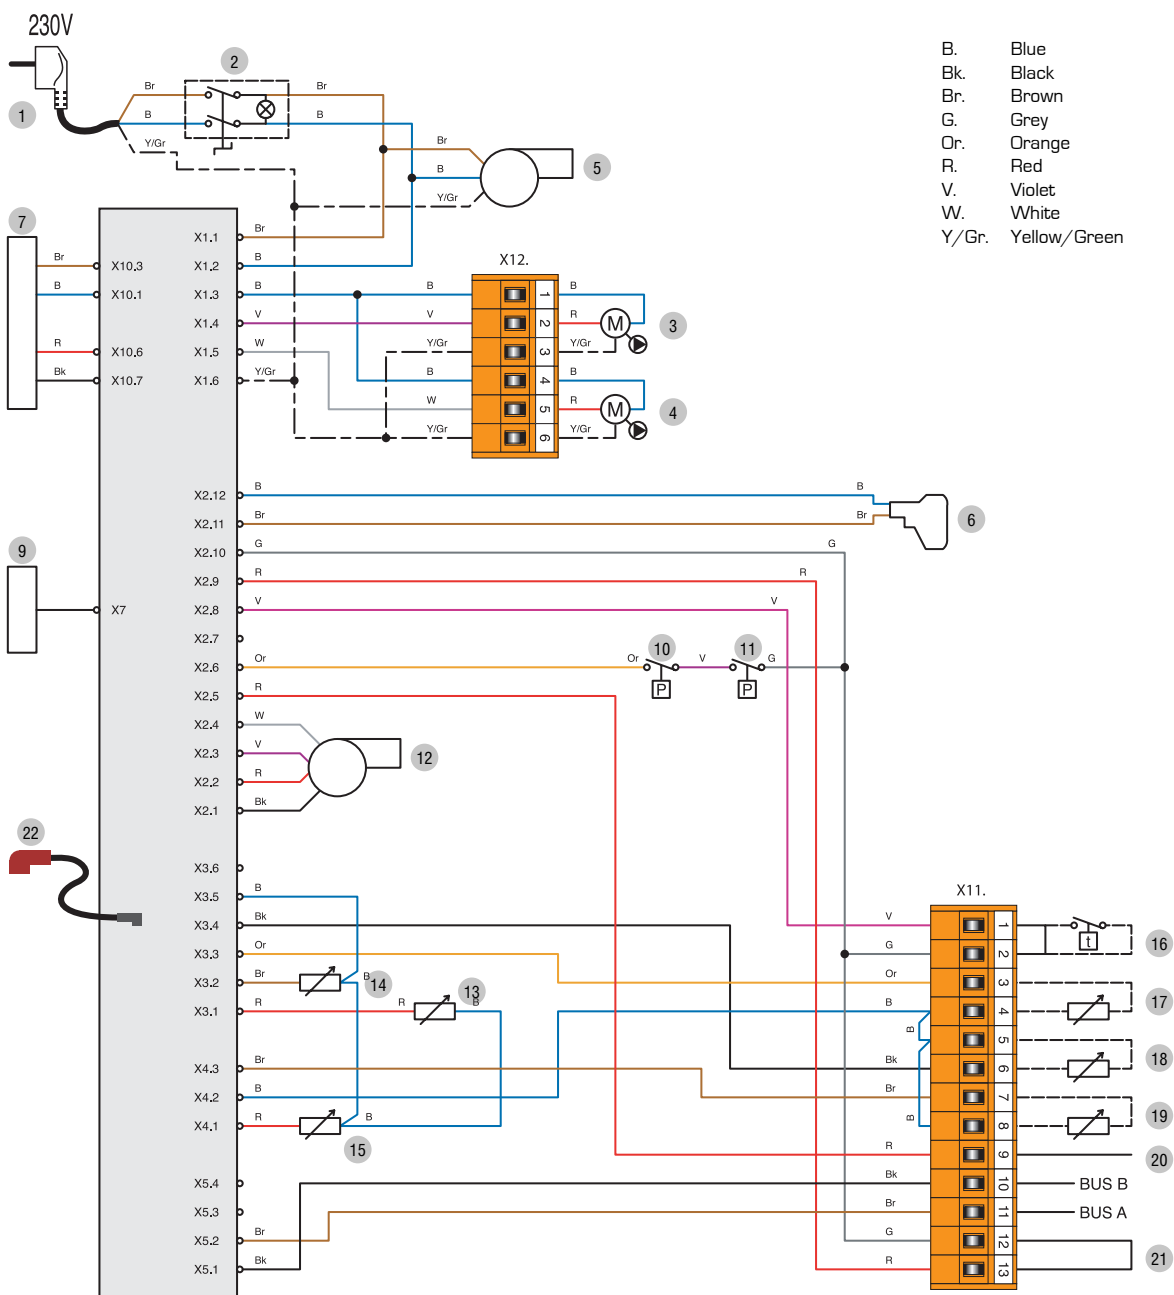 230V
1
2
Br
B
Y/Gr
Br
B
B. Blue
Bk. Black
Br. Brown
G. Grey
Or. Orange
R. Red
V. Violet
W. White
Y/Gr. Yellow/Green
Br
B
Y/Gr
5
7
Br X10.3
B X10.1
R X10.6
Bk X10.7
X1.1 Br
X1.2 B
X1.3 B
X1.4 V
X1.5 W
X1.6 Y/Gr
X12.
B 1 B
V 2 R
Y/Gr 3 Y/Gr
B 4 B
W 5 R
Y/Gr 6 Y/Gr
M
3
M
4
X2.12 B B
X2.11 Br Br
6
X2.10 G G
X2.9 R R
X2.8 V V
X2.7
X2.6 Or Or 10 V 11 G
P P
X2.5 R
X2.4 W
X2.3 V
X2.2 R
X2.1 Bk
12
9
X7
22
X3.6
X3.5 B
X3.4 Bk
X3.3 Or
X3.2 Br B 14
X3.1 R R 13 B
X4.3 Br
X4.2 B
X4.1 R B
15
X5.4
X5.3
X5.2 Br
X5.1 Bk
X11.
V 1
G 2
t
16
Or 3
B 4
17
B
5
Bk 6
18
Br 7
B 8
19
R 9
20
Bk 10 BUS B
Br 11 BUS A
G 12
R 13
21